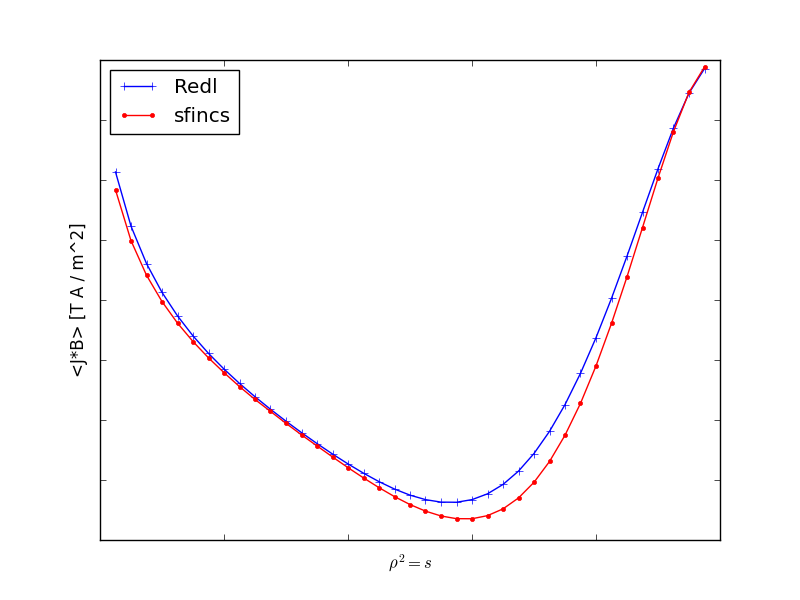 Redl
sfincs
<J*B> [T A / m^2]
ρ² = s